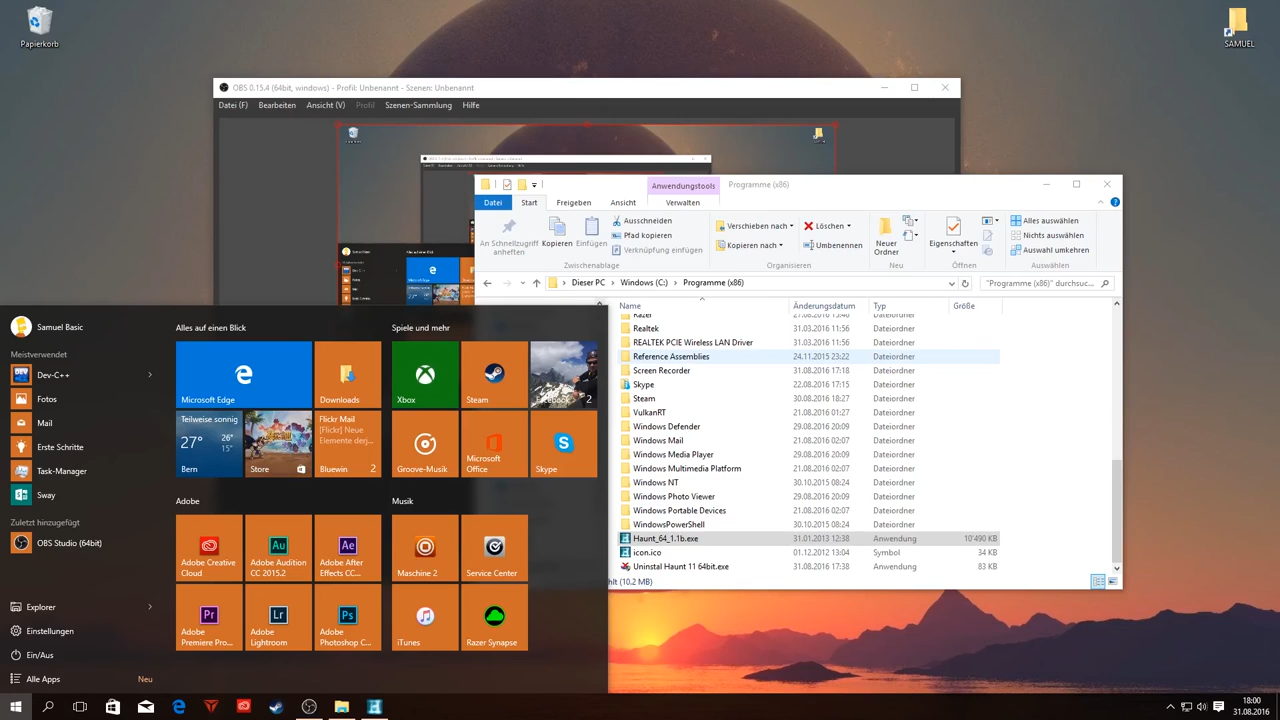 Papierkorb
SAMUEL
OBS 0.15.4 (64bit, windows) - Profil: Unbenannt - Szenen: Unbenannt
Datei (F) Bearbeiten Ansicht (V) Profil Szenen-Sammlung Hilfe
Anwendungstools Programme (x86)
Datei Start Freigeben Ansicht Verwalten
An Schnellzugriff anheften
Kopieren
Einfügen
Ausschneiden
Pfad kopieren
Verknüpfung einfügen
Zwischenablage
Verschieben nach
Kopieren nach
Löschen
Umbenennen
Organisieren
Neuer Ordner
Neu
Eigenschaften
Öffnen
Alles auswählen
Nichts auswählen
Auswahl umkehren
Auswählen
Dieser PC Windows (C:) Programme (x86)
"Programme (x86)" durchsuc...
Name Änderungsdatum Typ Größe
Razer Dateiordner
Realtek 31.03.2016 11:56 Dateiordner
REALTEK PCIE Wireless LAN Driver 31.03.2016 11:56 Dateiordner
Reference Assemblies 24.11.2015 23:22 Dateiordner
Screen Recorder 31.08.2016 17:18 Dateiordner
Skype 22.08.2016 17:15 Dateiordner
Steam 30.08.2016 18:27 Dateiordner
VulkanRT 21.08.2016 01:27 Dateiordner
Windows Defender 29.08.2016 20:09 Dateiordner
Windows Mail 21.08.2016 02:07 Dateiordner
Windows Media Player 29.08.2016 20:09 Dateiordner
Windows Multimedia Platform 21.08.2016 02:07 Dateiordner
Windows NT 30.10.2015 08:24 Dateiordner
Windows Photo Viewer 29.08.2016 20:09 Dateiordner
Windows Portable Devices 21.08.2016 02:07 Dateiordner
WindowsPowerShell 30.10.2015 08:24 Dateiordner
Haunt_64_1.1b.exe 31.01.2013 12:38 Anwendung 10'490 KB
icon.ico 01.12.2012 13:04 Symbol 34 KB
Uninstal Haunt 11 64bit.exe 31.08.2016 17:38 Anwendung 83 KB
hlt (10.2 MB)
Samuel Basic
Meistverwendet
Dev-C++
Fotos
Mail
Erste Schritte
Task-Manager
Sway
Zuletzt hinzugefügt
OBS Studio (64bit)
Explorer
Einstellungen
Ein/Aus
Alle Apps Neu
Alles auf einen Blick
Microsoft Edge
Downloads
Teilweise sonnig
27° 26°
15°
Bern
Store
Flickr Mail
[Flickr] Neue
Elemente derj...
Bluewin 2
Spiele und mehr
Xbox
Steam
Facebook 2
Groove-Musik
Microsoft
Office
Skype
Adobe
Adobe Creative
Cloud
Adobe Audition
CC 2015.2
Adobe After
Effects CC...
Adobe
Premiere Pro...
Adobe
Lightroom
Adobe
Photoshop C...
Musik
Maschine 2
Service Center
iTunes
Razer Synapse
18:00
31.08.2016